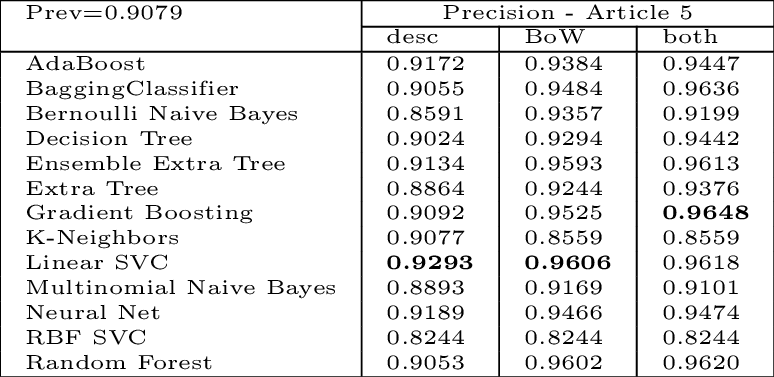 Prev=0.9079 Precision - Article 5
desc BoW both
AdaBoost 0.9172 0.9384 0.9447
BaggingClassifier 0.9055 0.9484 0.9636
Bernoulli Naive Bayes 0.8591 0.9357 0.9199
Decision Tree 0.9024 0.9294 0.9442
Ensemble Extra Tree 0.9134 0.9593 0.9613
Extra Tree 0.8864 0.9244 0.9376
Gradient Boosting 0.9092 0.9525 0.9648
K-Neighbors 0.9077 0.8559 0.8559
Linear SVC 0.9293 0.9606 0.9618
Multinomial Naive Bayes 0.8893 0.9169 0.9101
Neural Net 0.9189 0.9466 0.9474
RBF SVC 0.8244 0.8244 0.8244
Random Forest 0.9053 0.9602 0.9620